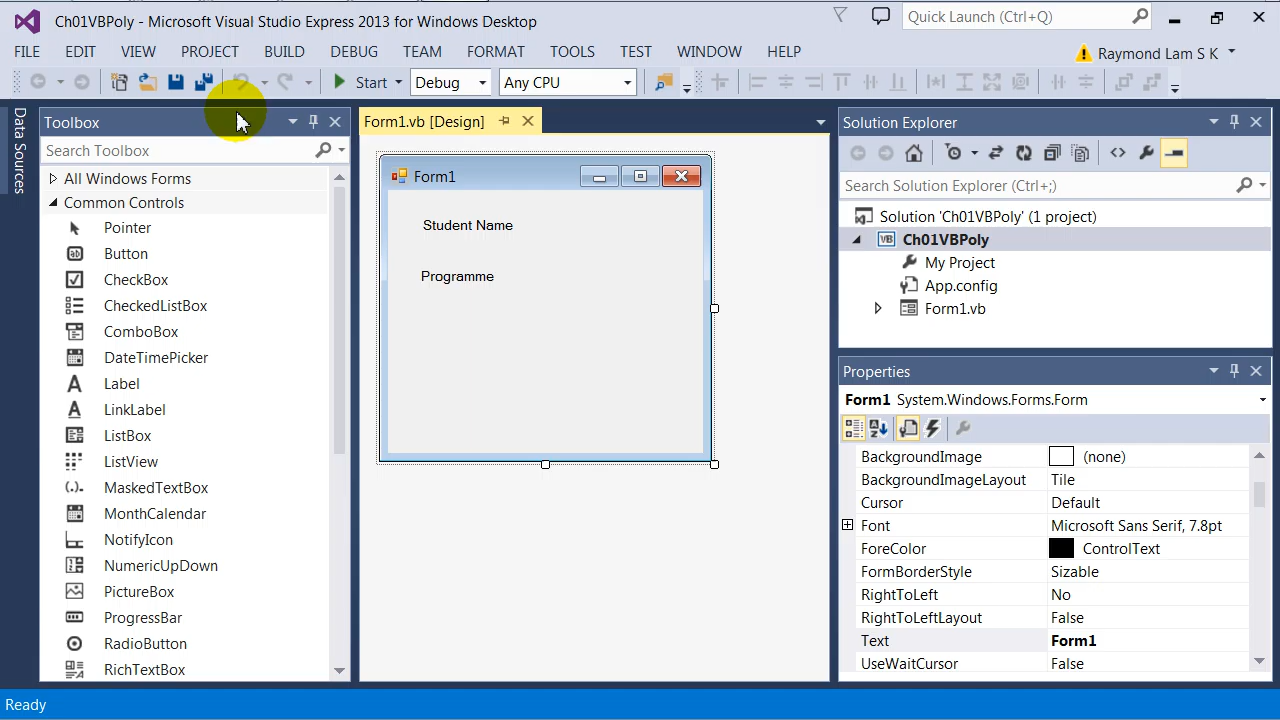 Ch01VBPoly - Microsoft Visual Studio Express 2013 for Windows Desktop
Quick Launch (Ctrl+Q)
FILE EDIT VIEW PROJECT BUILD DEBUG TEAM FORMAT TOOLS TEST WINDOW HELP
Raymond Lam S K
Start Debug Any CPU
Data Sources
Toolbox
Search Toolbox
All Windows Forms
Common Controls
Pointer
Button
CheckBox
CheckedListBox
ComboBox
DateTimePicker
Label
LinkLabel
ListBox
ListView
MaskedTextBox
MonthCalendar
NotifyIcon
NumericUpDown
PictureBox
ProgressBar
RadioButton
RichTextBox
Form1.vb [Design]
Form1
Student Name
Programme
Solution Explorer
Search Solution Explorer (Ctrl+;)
Solution 'Ch01VBPoly' (1 project)
VB Ch01VBPoly
My Project
App.config
Form1.vb
Properties
Form1 System.Windows.Forms.Form
BackgroundImage (none)
BackgroundImageLayout Tile
Cursor Default
Font Microsoft Sans Serif, 7.8pt
ForeColor ControlText
FormBorderStyle Sizable
RightToLeft No
RightToLeftLayout False
Text Form1
UseWaitCursor False
Ready